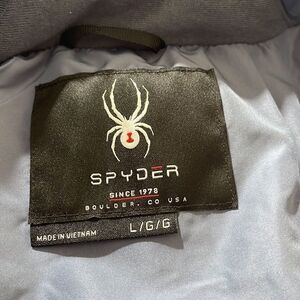 SPYDER
SINCE 1978
BOULDER, CO USA
L/G/G
MADE IN VIETNAM